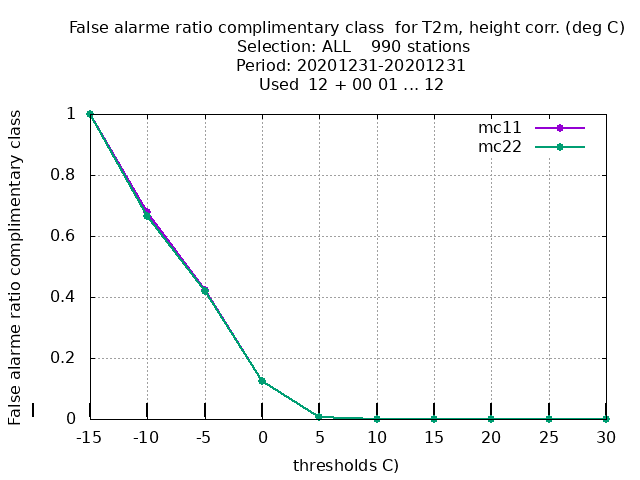 False alarme ratio complimentary class  for T2m, height corr. (deg C)
Selection: ALL    990 stations
Period: 20201231-20201231
Used  12 + 00 01 ... 12
False alarme ratio complimentary class
mc11
mc22
1
0.8
0.6
0.4
0.2
0
-15 -10 -5 0 5 10 15 20 25 30
thresholds C)